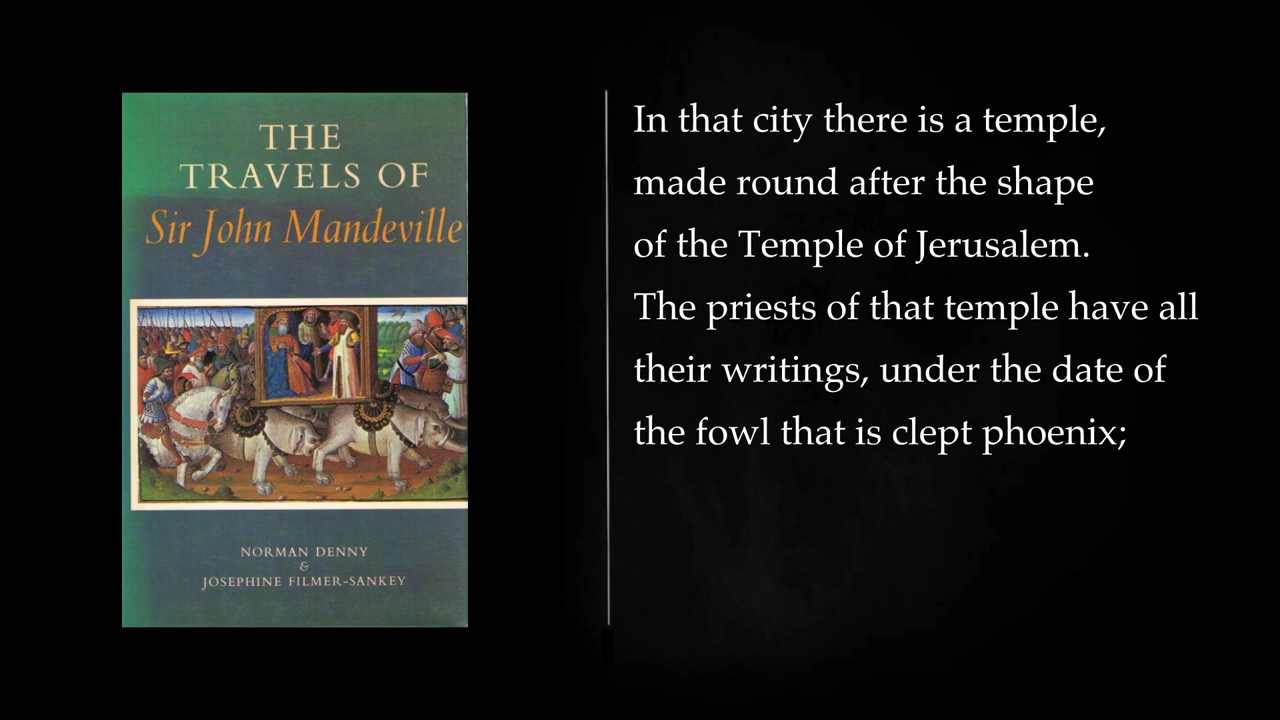 THE
TRAVELS OF
Sir John Mandeville
NORMAN DENNY
&
JOSEPHINE FILMER-SANKEY
In that city there is a temple,
made round after the shape
of the Temple of Jerusalem.
The priests of that temple have all
their writings, under the date of
the fowl that is clept phoenix;